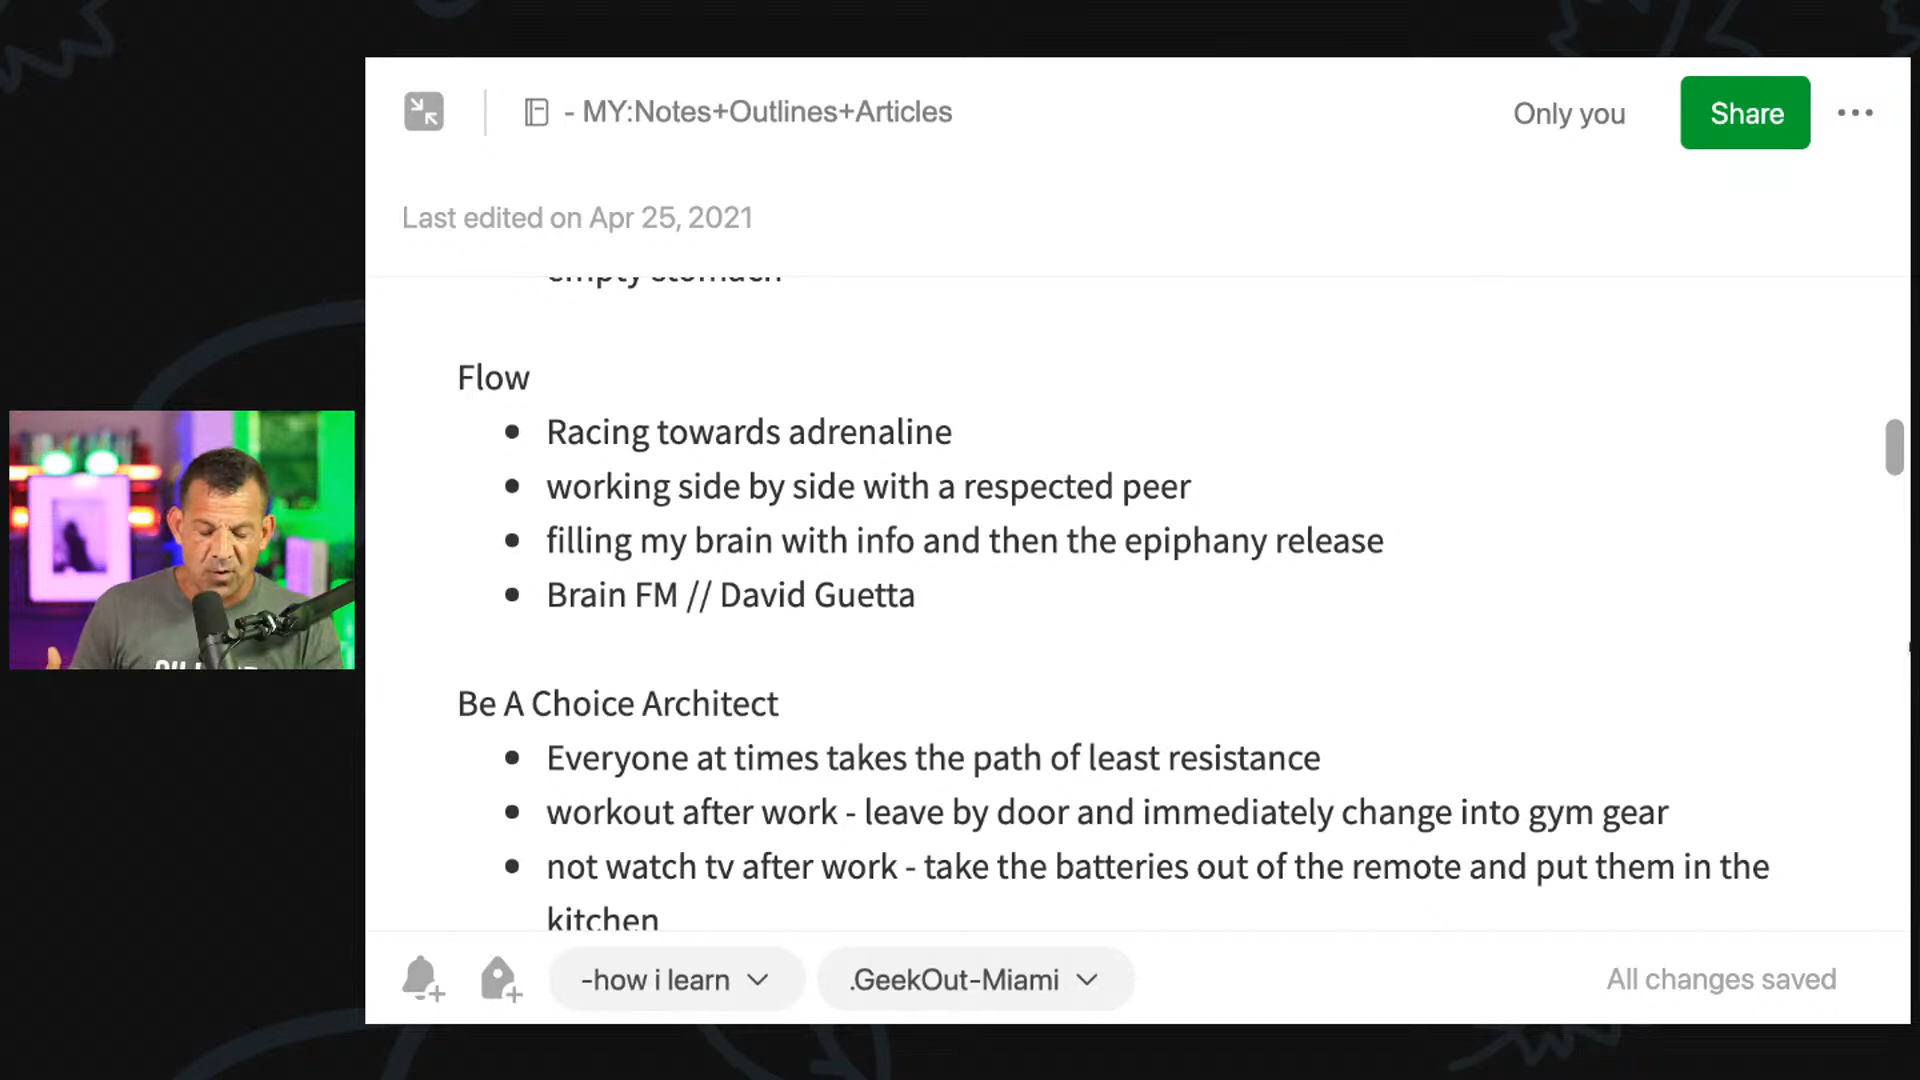 - MY:Notes+Outlines+Articles
Only you
Share
Last edited on Apr 25, 2021
empty stomach
Flow
Racing towards adrenaline
working side by side with a respected peer
filling my brain with info and then the epiphany release
Brain FM // David Guetta
Be A Choice Architect
Everyone at times takes the path of least resistance
workout after work - leave by door and immediately change into gym gear
not watch tv after work - take the batteries out of the remote and put them in the
kitchen
-how i learn
.GeekOut-Miami
All changes saved